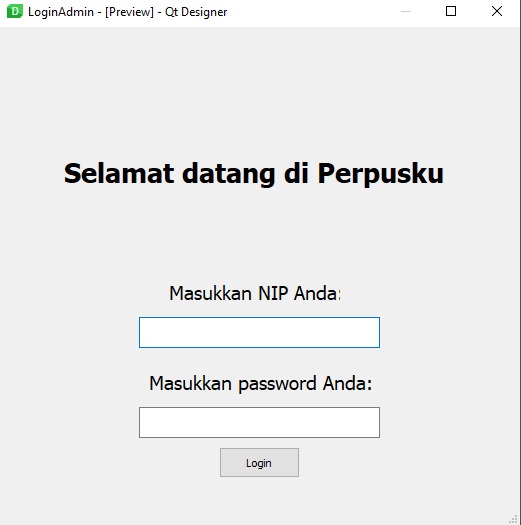 D LoginAdmin - [Preview] - Qt Designer
Selamat datang di Perpusku
Masukkan NIP Anda:
Masukkan password Anda:
Login